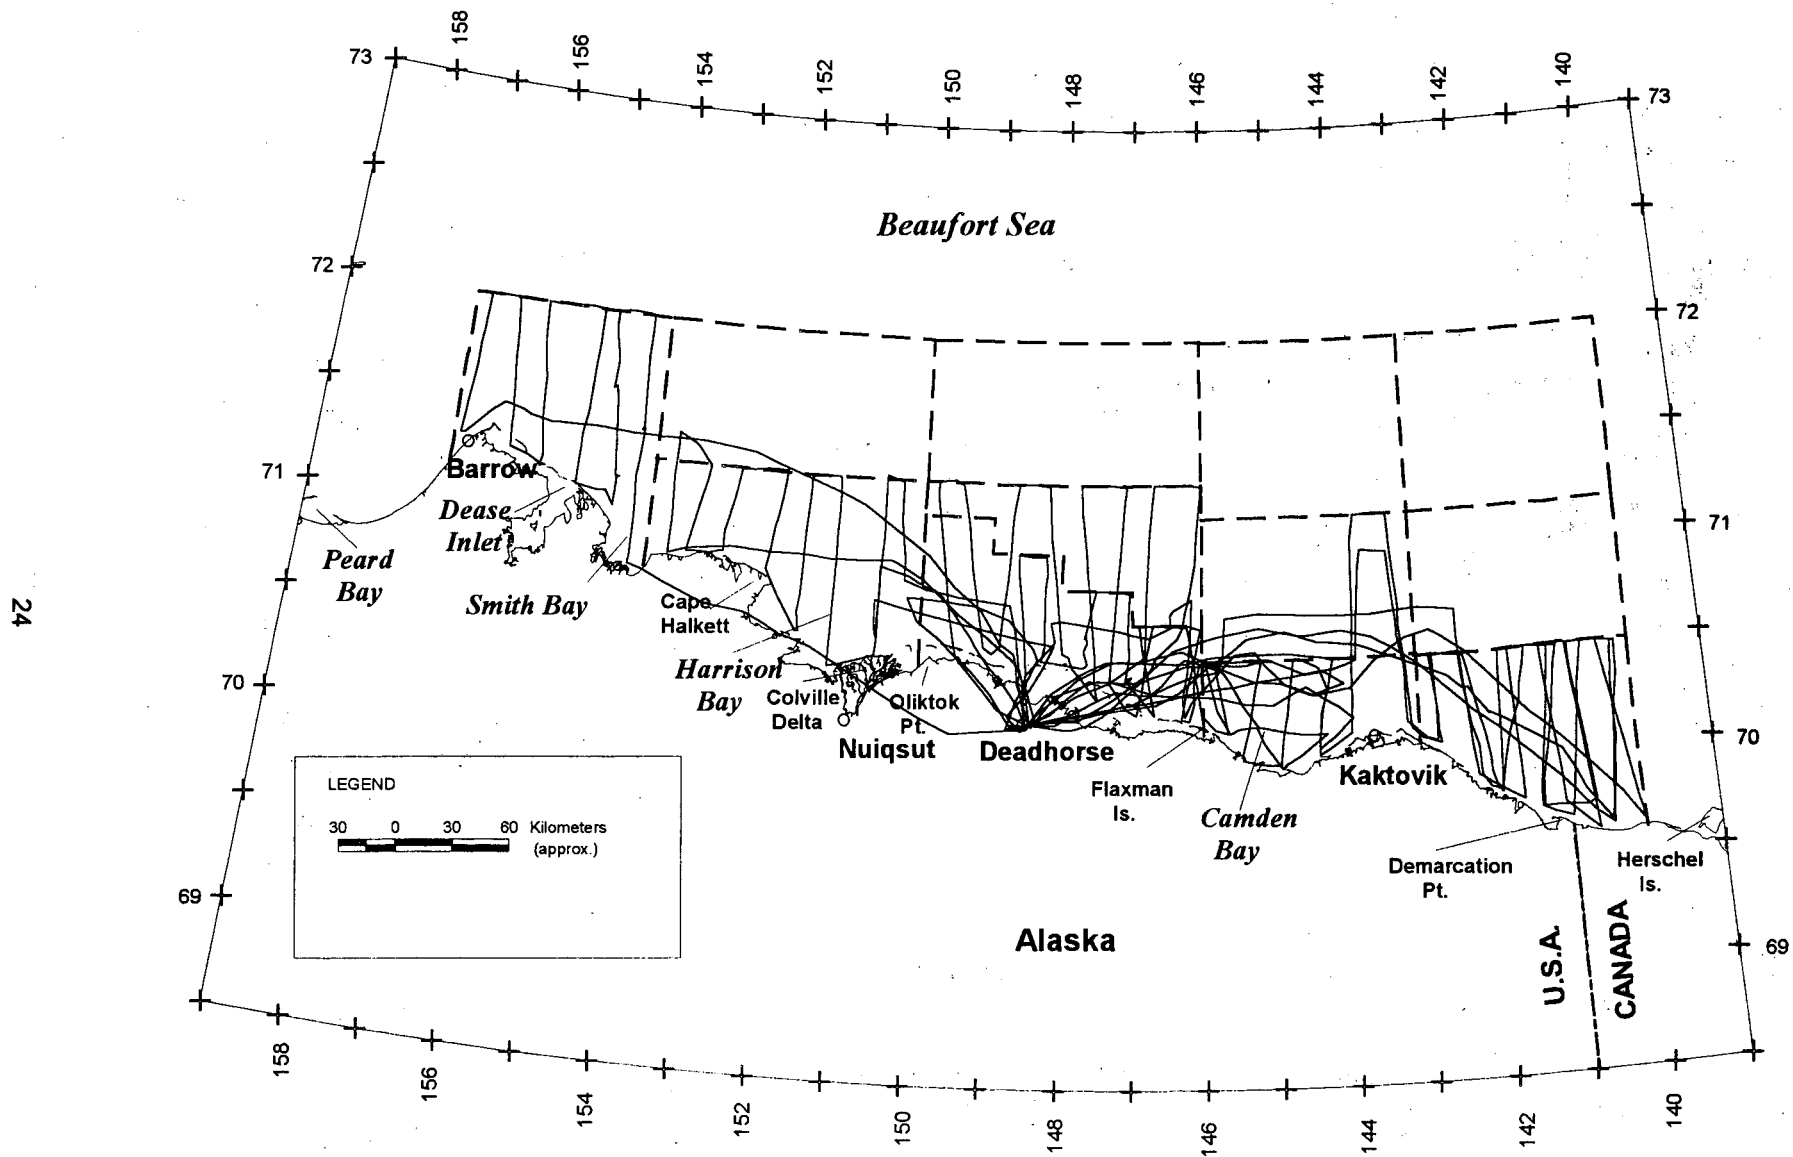 158
156
154
152
150
148
146
144
142
140
73
73
Beaufort Sea
72
72
71
71
Barrow
Dease
Inlet
Peard
Bay
Smith Bay
Cape
Halkett
Harrison
Bay
Colville
Delta
Oliktok
Pt.
Nuiqsut
Deadhorse
Flaxman
Is.
Camden
Bay
Kaktovik
Demarcation
Pt.
Herschel
Is.
70
70
LEGEND
30 0 30 60 Kilometers
(approx.)
69
69
Alaska
U.S.A.
CANADA
158
156
154
152
150
148
146
144
142
140
24